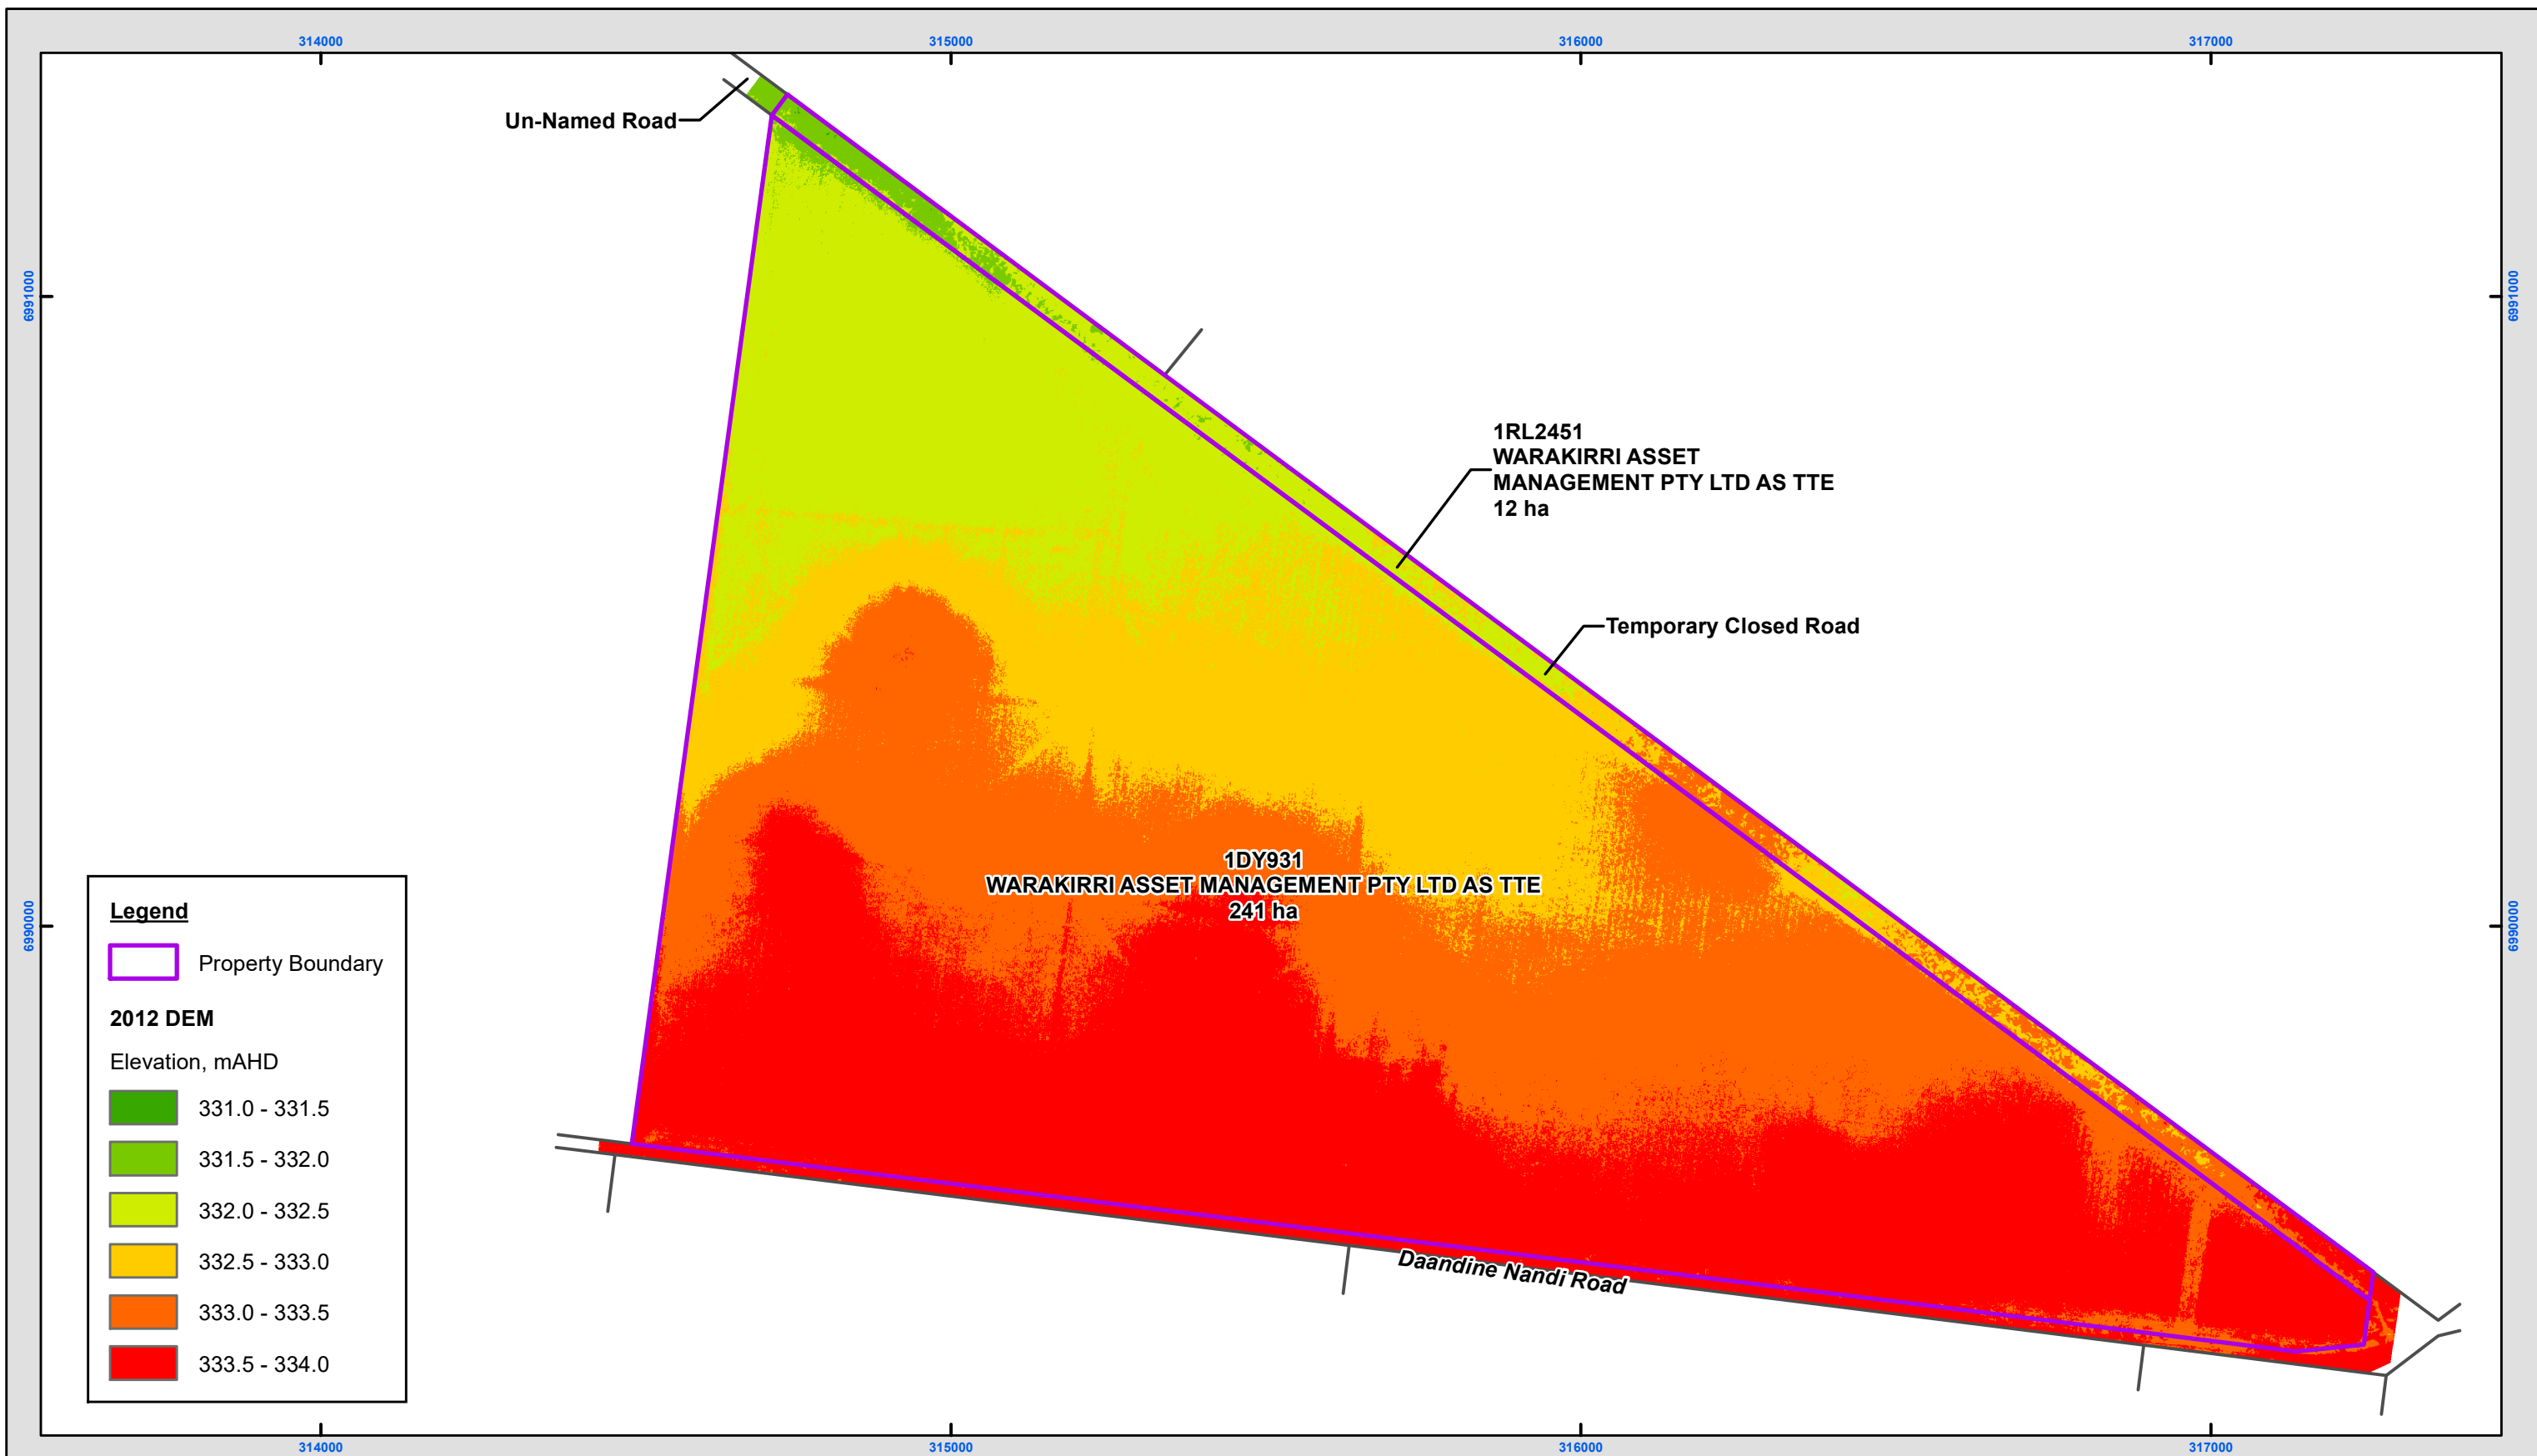 314000
315000
316000
317000
Un-Named Road
6991000
6991000
1RL2451
WARAKIRRI ASSET
MANAGEMENT PTY LTD AS TTE
12 ha
Temporary Closed Road
1DY931
WARAKIRRI ASSET MANAGEMENT PTY LTD AS TTE
241 ha
6990000
6990000
Legend
Property Boundary
2012 DEM
Elevation, mAHD
331.0 - 331.5
331.5 - 332.0
332.0 - 332.5
332.5 - 333.0
333.0 - 333.5
333.5 - 334.0
Daandine Nandi Road
314000
315000
316000
317000